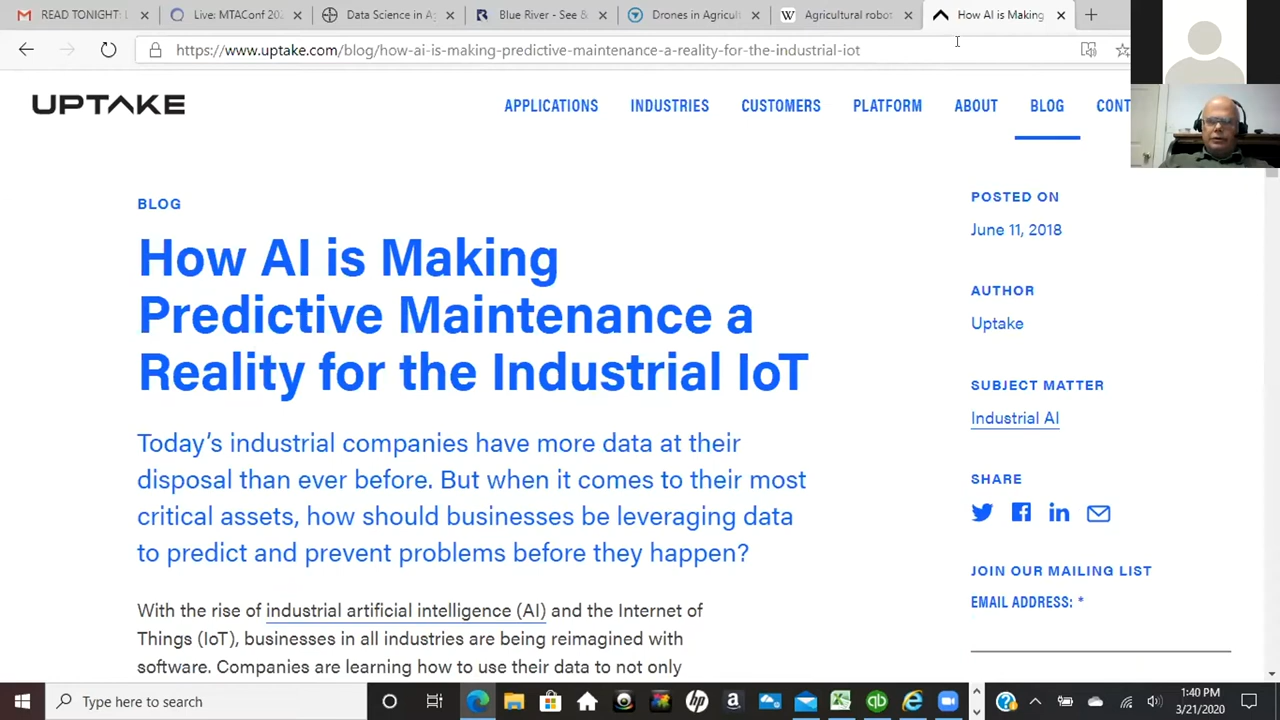 READ TONIGHT:
Live: MTAConf 202
Data Science in Ag
Blue River - See &
Drones in Agricult
Agricultural robot
How AI is Making
https://www.uptake.com/blog/how-ai-is-making-predictive-maintenance-a-reality-for-the-industrial-iot
UPTAKE
APPLICATIONS INDUSTRIES CUSTOMERS PLATFORM ABOUT BLOG CONT
BLOG
How AI is Making
Predictive Maintenance a
Reality for the Industrial IoT
Today's industrial companies have more data at their
disposal than ever before. But when it comes to their most
critical assets, how should businesses be leveraging data
to predict and prevent problems before they happen?
With the rise of industrial artificial intelligence (AI) and the Internet of
Things (IoT), businesses in all industries are being reimagined with
software. Companies are learning how to use their data to not only
POSTED ON
June 11, 2018
AUTHOR
Uptake
SUBJECT MATTER
Industrial AI
SHARE
JOIN OUR MAILING LIST
EMAIL ADDRESS: *
Type here to search
1:40 PM
3/21/2020